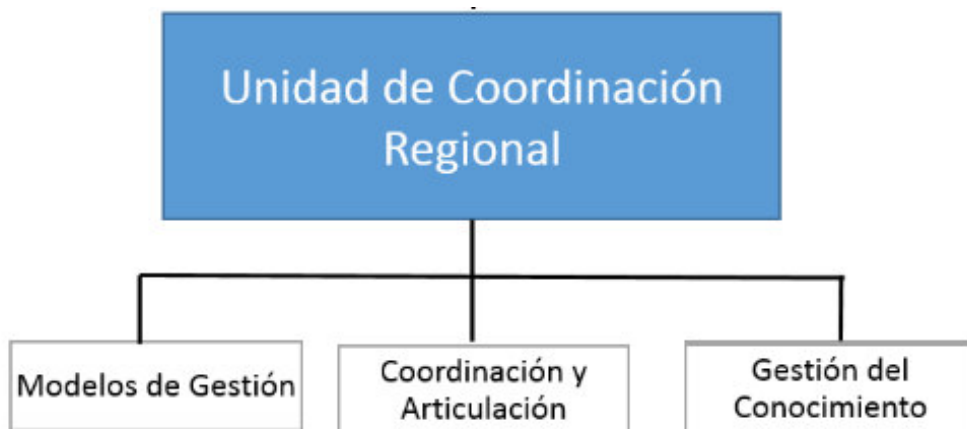 Unidad de Coordinación
Regional
Modelos de Gestión
Coordinación y
Articulación
Gestión del
Conocimiento